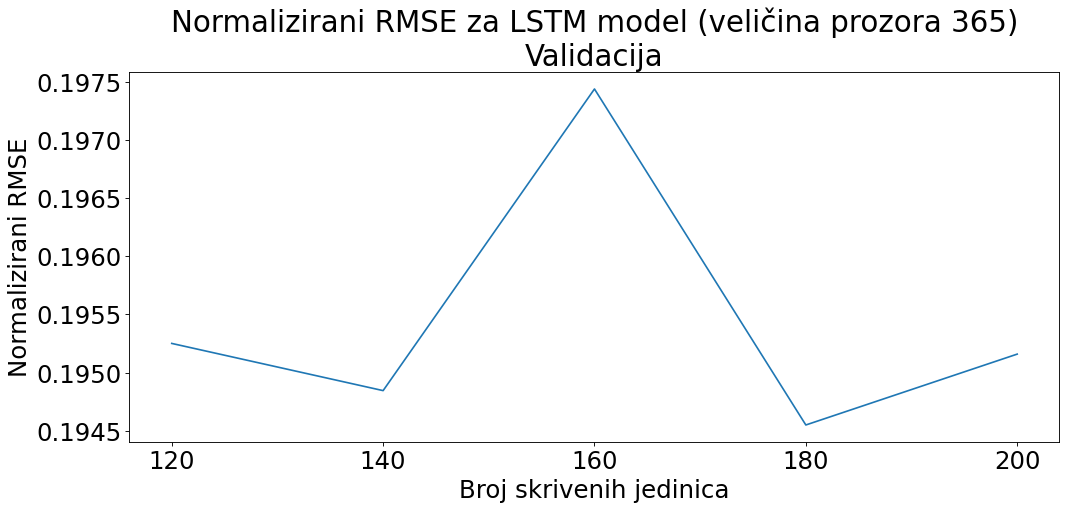 Normalizirani RMSE za LSTM model (veličina prozora 365)
Validacija
Normalizirani RMSE
0.1975
0.1970
0.1965
0.1960
0.1955
0.1950
0.1945
120 140 160 180 200
Broj skrivenih jedinica